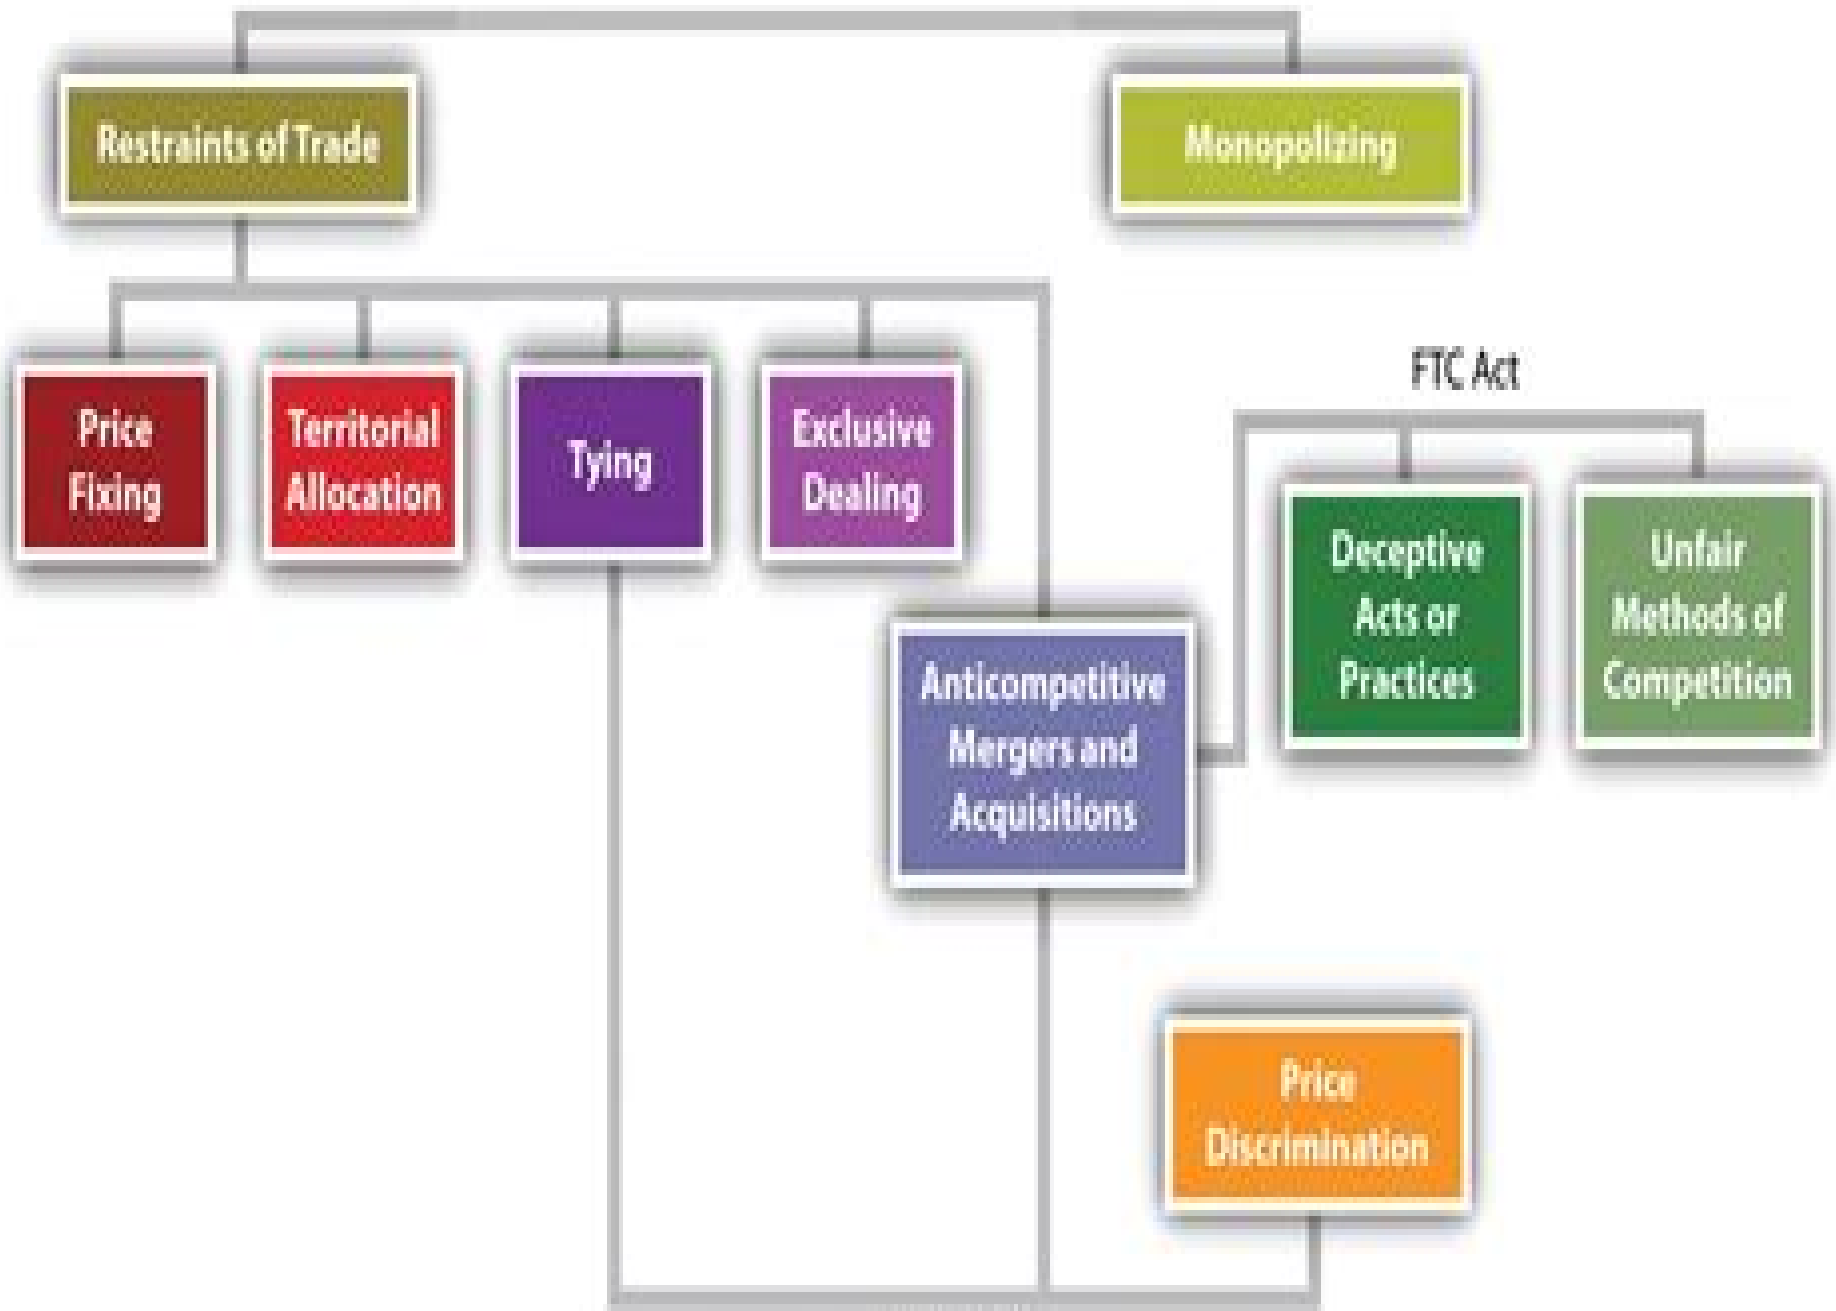 Restraints of Trade
Monopolizing
Price
Fixing
Territorial
Allocation
Tying
Exclusive
Dealing
FTC Act
Deceptive
Acts or
Practices
Unfair
Methods of
Competition
Anticompetitive
Mergers and
Acquisitions
Price
Discrimination